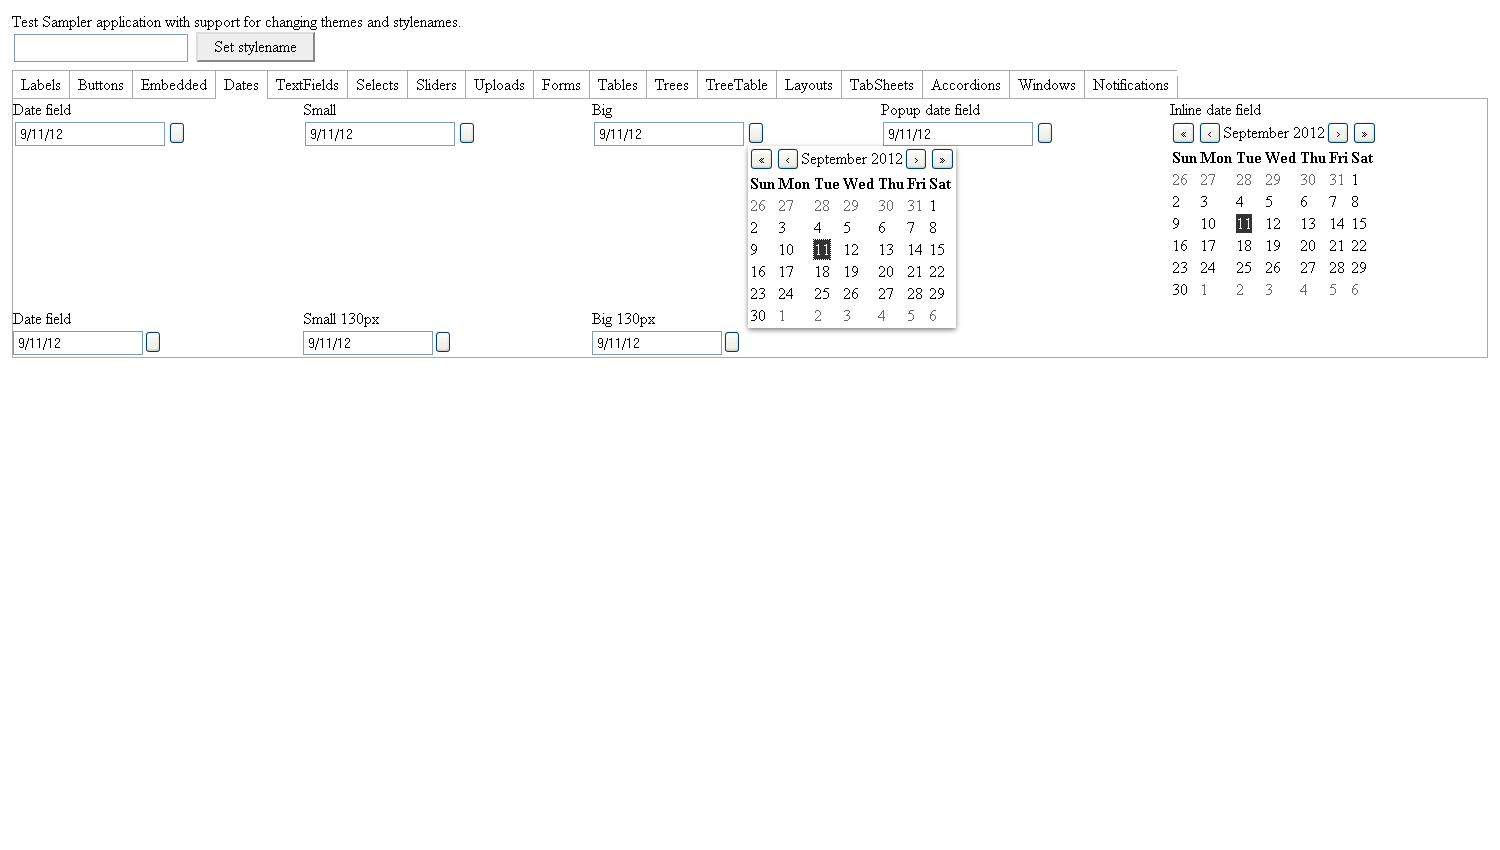 Test Sampler application with support for changing themes and stylenames.
Set stylename
Labels Buttons Embedded Dates TextFields Selects Sliders Uploads Forms Tables Trees TreeTable Layouts TabSheets Accordions Windows Notifications
Date field Small Big Popup date field Inline date field
9/11/12 9/11/12 9/11/12 9/11/12 « ‹ September 2012 › »
« ‹ September 2012 › »
Sun Mon Tue Wed Thu Fri Sat
26 27 28 29 30 31 1
2 3 4 5 6 7 8
9 10 11 12 13 14 15
16 17 18 19 20 21 22
23 24 25 26 27 28 29
30 1 2 3 4 5 6
Sun Mon Tue Wed Thu Fri Sat
26 27 28 29 30 31 1
2 3 4 5 6 7 8
9 10 11 12 13 14 15
16 17 18 19 20 21 22
23 24 25 26 27 28 29
30 1 2 3 4 5 6
Date field Small 130px Big 130px
9/11/12 9/11/12 9/11/12